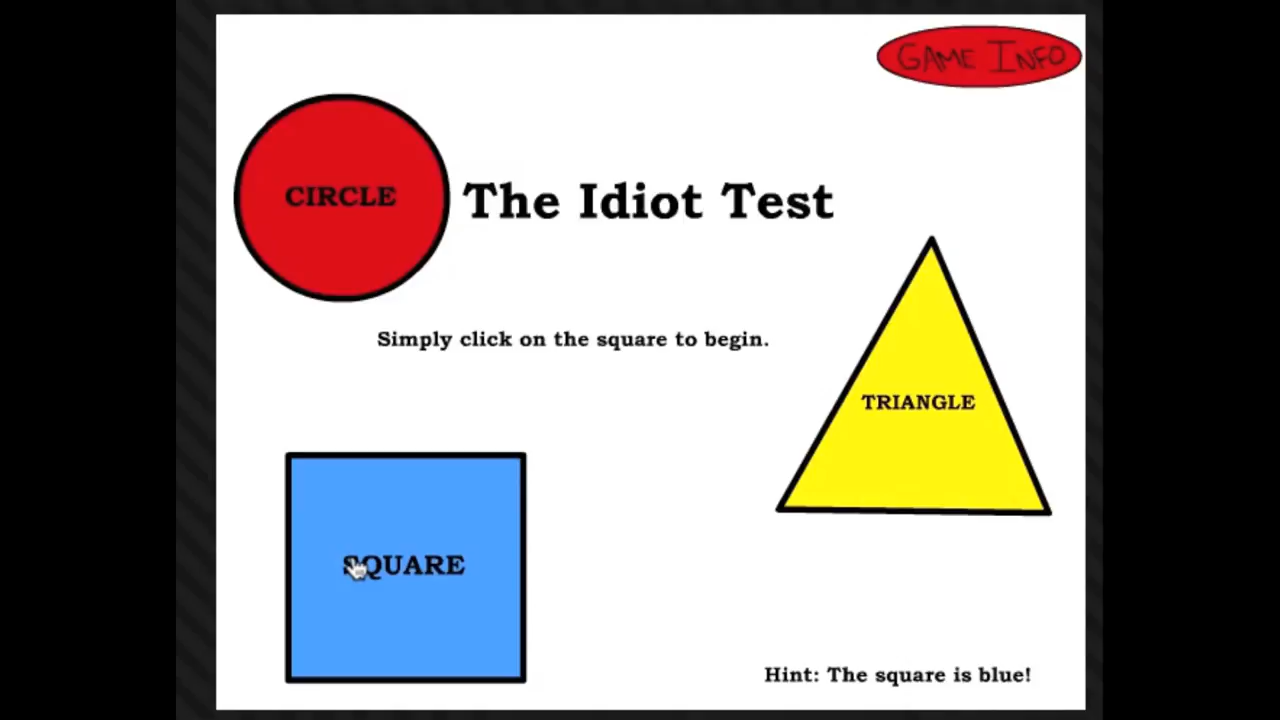 GAME INFO
CIRCLE
The Idiot Test
Simply click on the square to begin.
TRIANGLE
SQUARE
Hint: The square is blue!